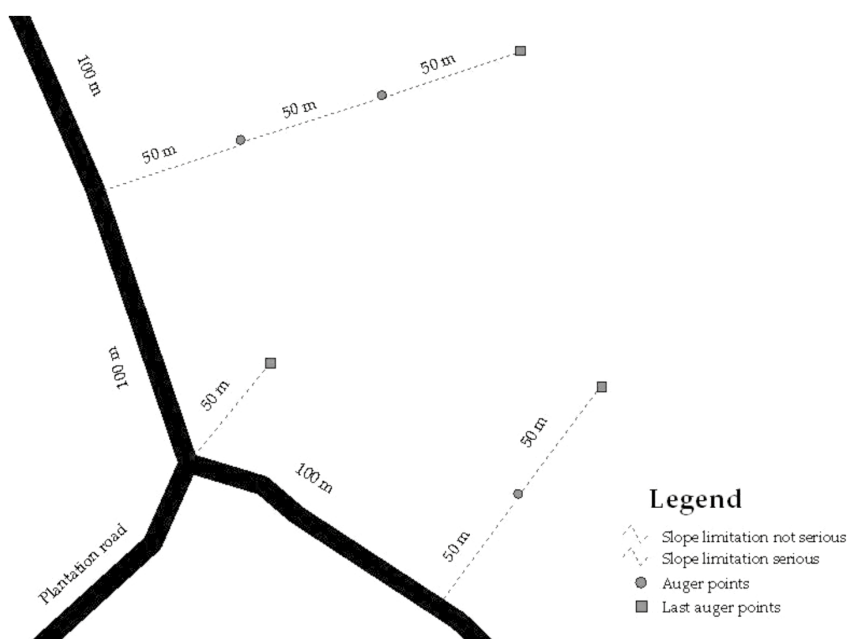 100 m
50 m
50 m
50 m
100 m
50 m
100 m
50 m
50 m
Plantation road
Legend
Slope limitation not serious
Slope limitation serious
Auger points
Last auger points